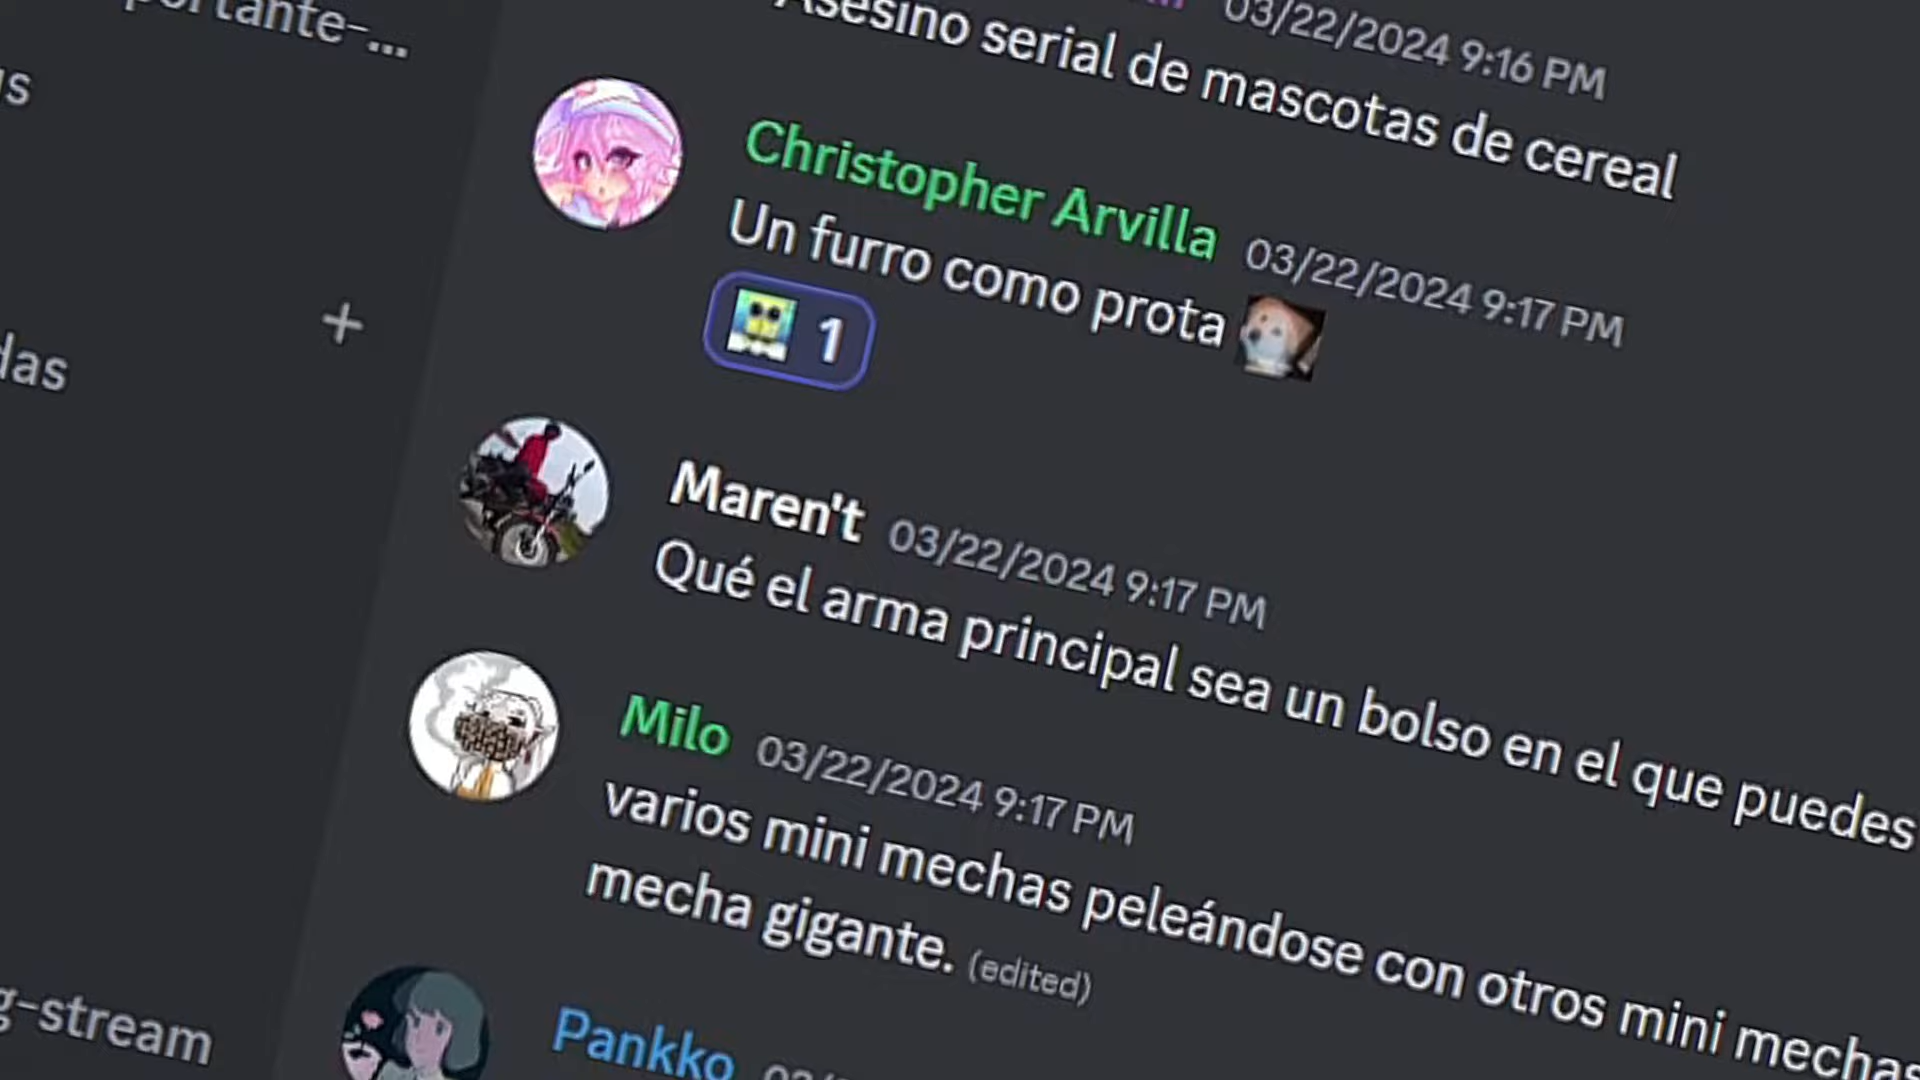 03/22/2024 9:16 PM
Asesino serial de mascotas de cereal
Christopher Arvilla 03/22/2024 9:17 PM
Un furro como prota
1
Maren't 03/22/2024 9:17 PM
Qué el arma principal sea un bolso en el que puedes
Milo 03/22/2024 9:17 PM
varios mini mechas peleándose con otros mini mechas
mecha gigante. (edited)
Pankko
-stream